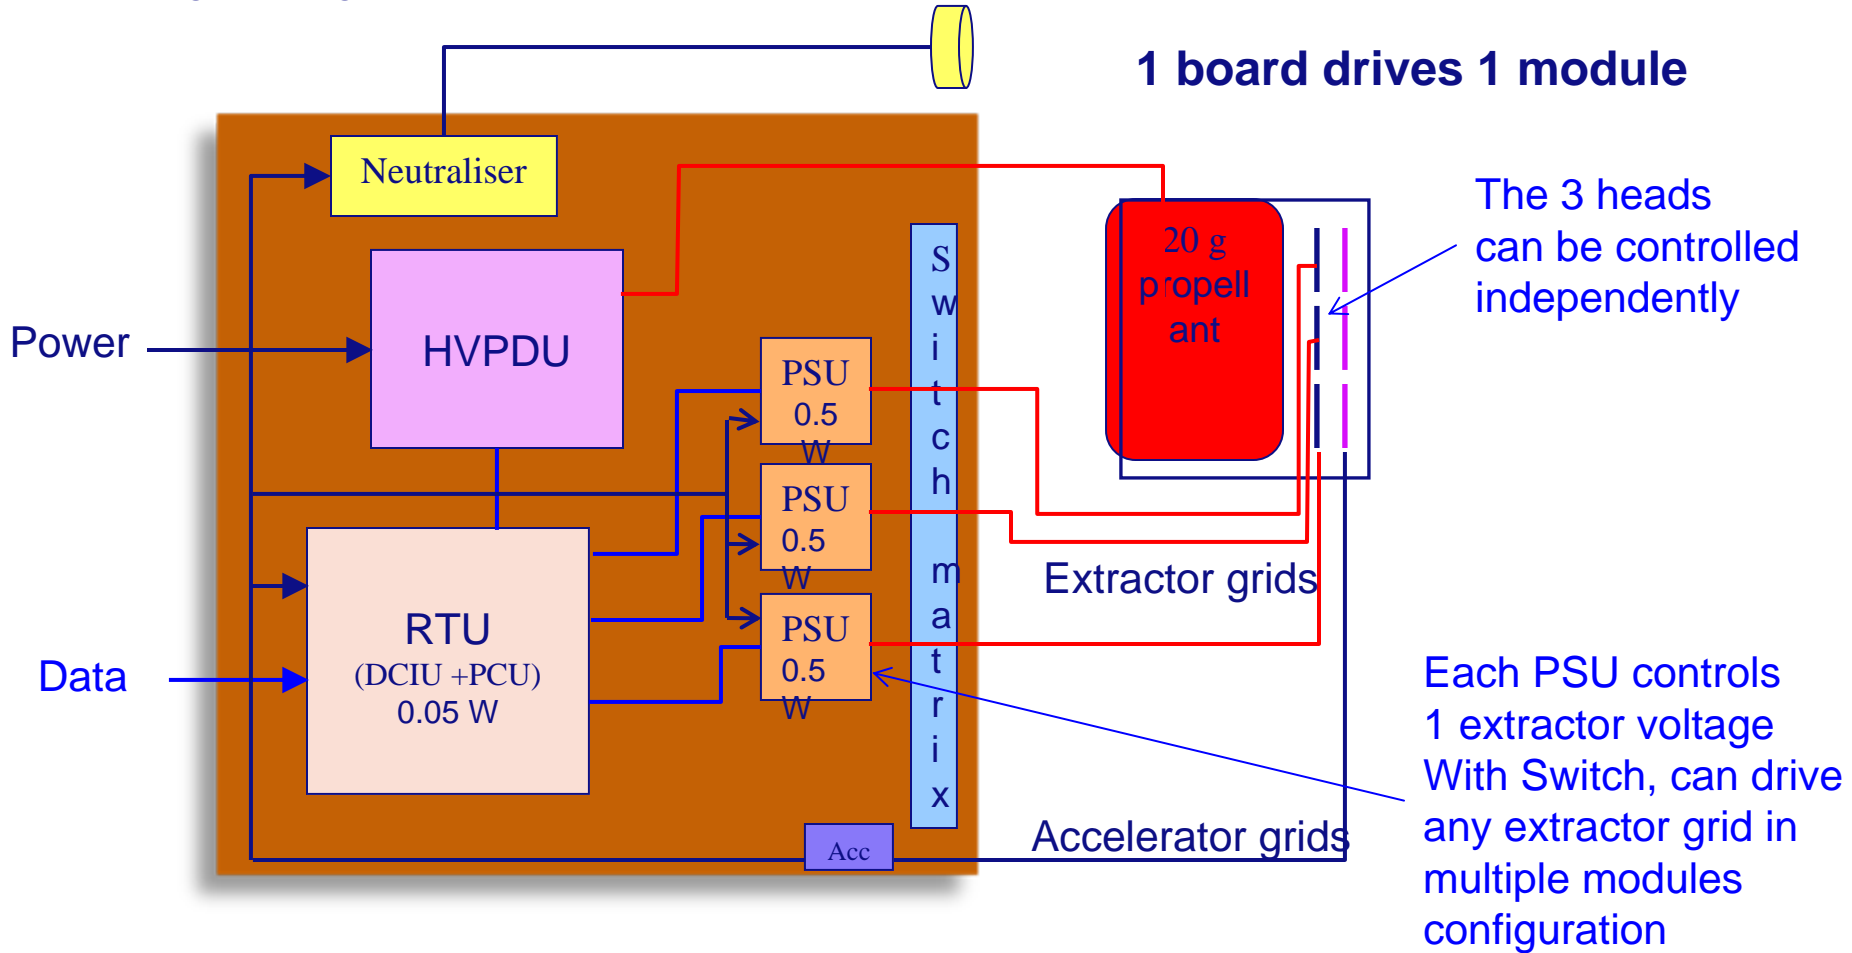 1 board drives 1 module
Neutraliser
HVPDU
Power
RTU
(DCIU +PCU)
0.05 W
Data
PSU
0.5
W
PSU
0.5
W
PSU
0.5
W
S
w
i
t
c
h
m
a
t
r
i
x
Acc
20 g
propell
ant
The 3 heads
can be controlled
independently
Extractor grids
Accelerator grids
Each PSU controls
1 extractor voltage
With Switch, can drive
any extractor grid in
multiple modules
configuration